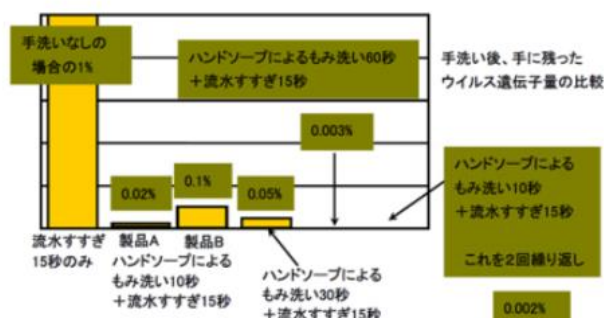 手洗いなしの
場合の1%
ハンドソープによるもみ洗い60秒
+流水すすぎ15秒
手洗い後、手に残った
ウイルス遺伝子量の比較
0.003%
0.02%
0.1%
0.05%
ハンドソープによる
もみ洗い10秒
+流水すすぎ15秒
これを2回繰り返し
0.002%
流水すすぎ
15秒のみ
製品A
製品B
ハンドソープによる
もみ洗い10秒
+流水すすぎ15秒
ハンドソープによる
もみ洗い30秒
+流水すすぎ15秒